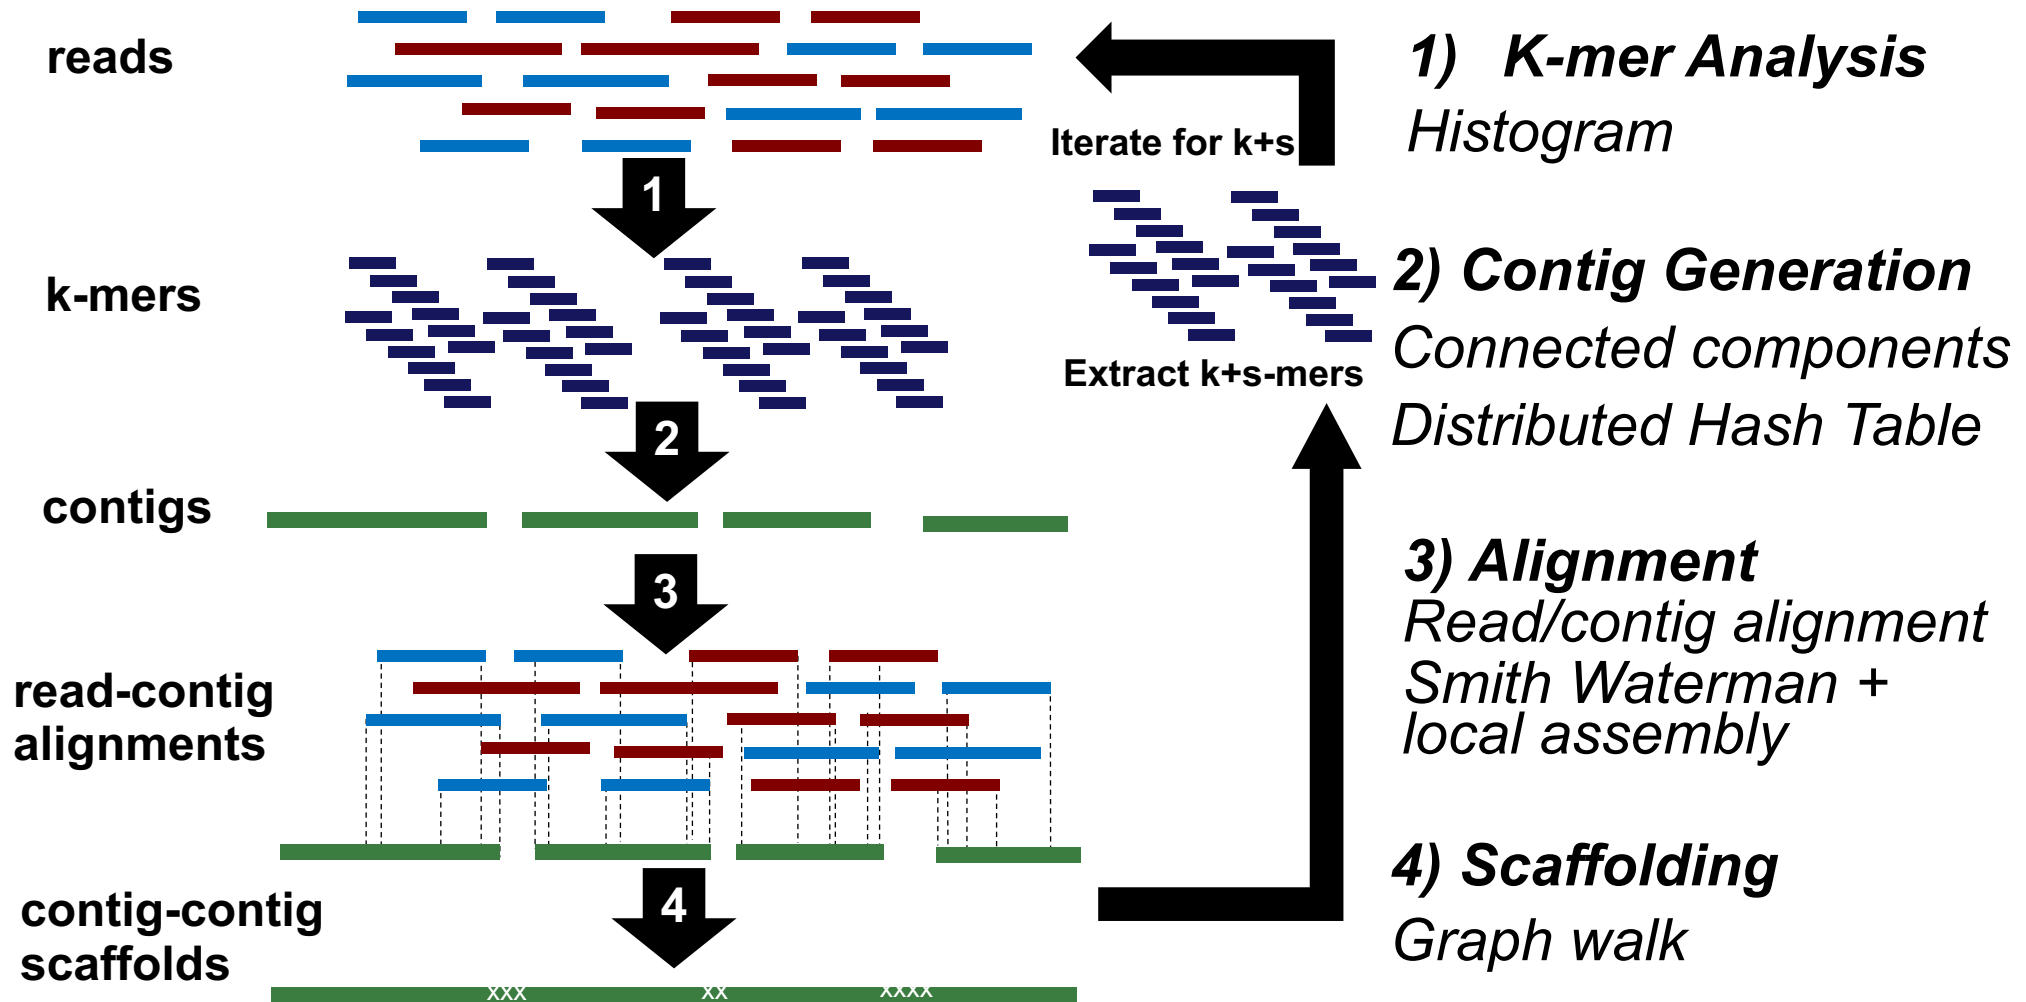 reads
1
k-mers
2
contigs
3
read-contig
alignments
4
contig-contig
scaffolds
xxx xx xxxx
Iterate for k+s
Extract k+s-mers
1) K-mer Analysis
Histogram
2) Contig Generation
Connected components
Distributed Hash Table
3) Alignment
Read/contig alignment
Smith Waterman +
local assembly
4) Scaffolding
Graph walk